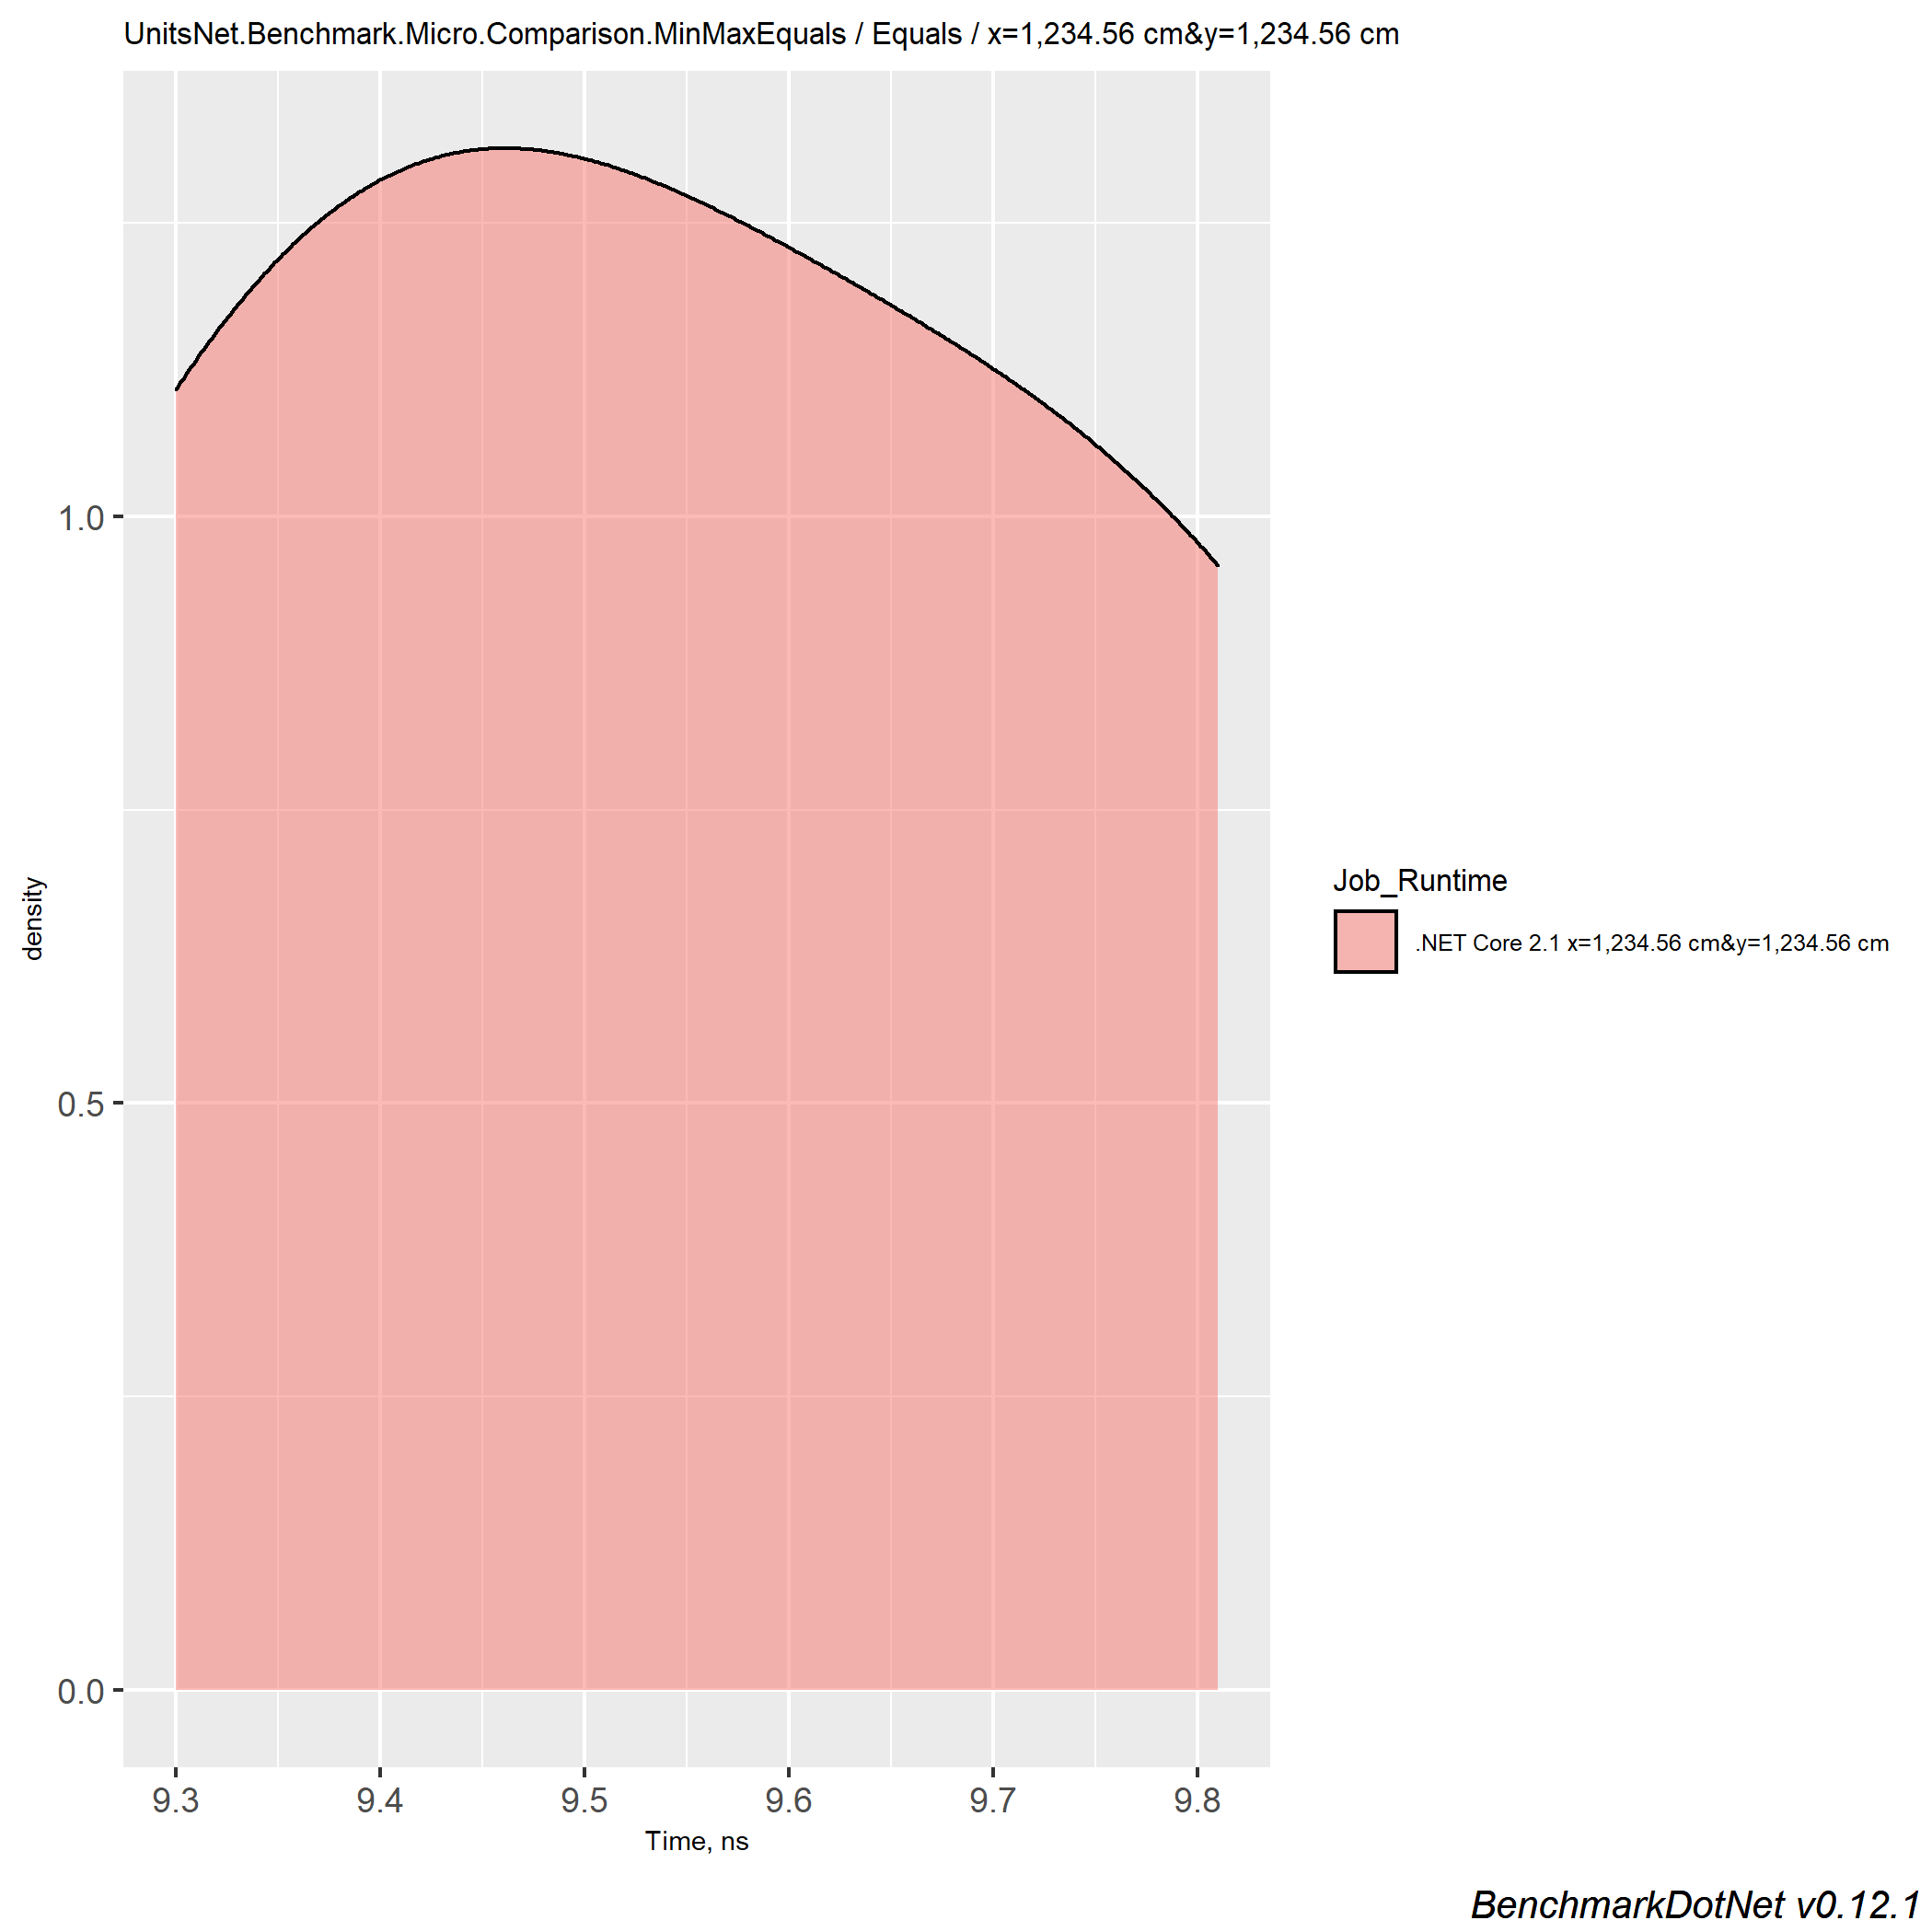 UnitsNet.Benchmark.Micro.Comparison.MinMaxEquals / Equals / x=1,234.56 cm&y=1,234.56 cm
1.0
0.5
0.0
density
9.3 9.4 9.5 9.6 9.7 9.8
Time, ns
Job_Runtime
.NET Core 2.1 x=1,234.56 cm&y=1,234.56 cm
BenchmarkDotNet v0.12.1